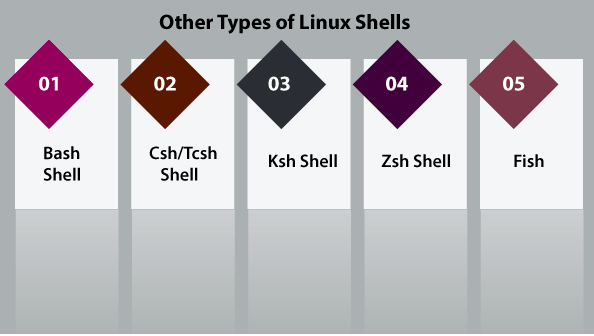 Other Types of Linux Shells
01
Bash
Shell
02
Csh/Tcsh
Shell
03
Ksh Shell
04
Zsh Shell
05
Fish